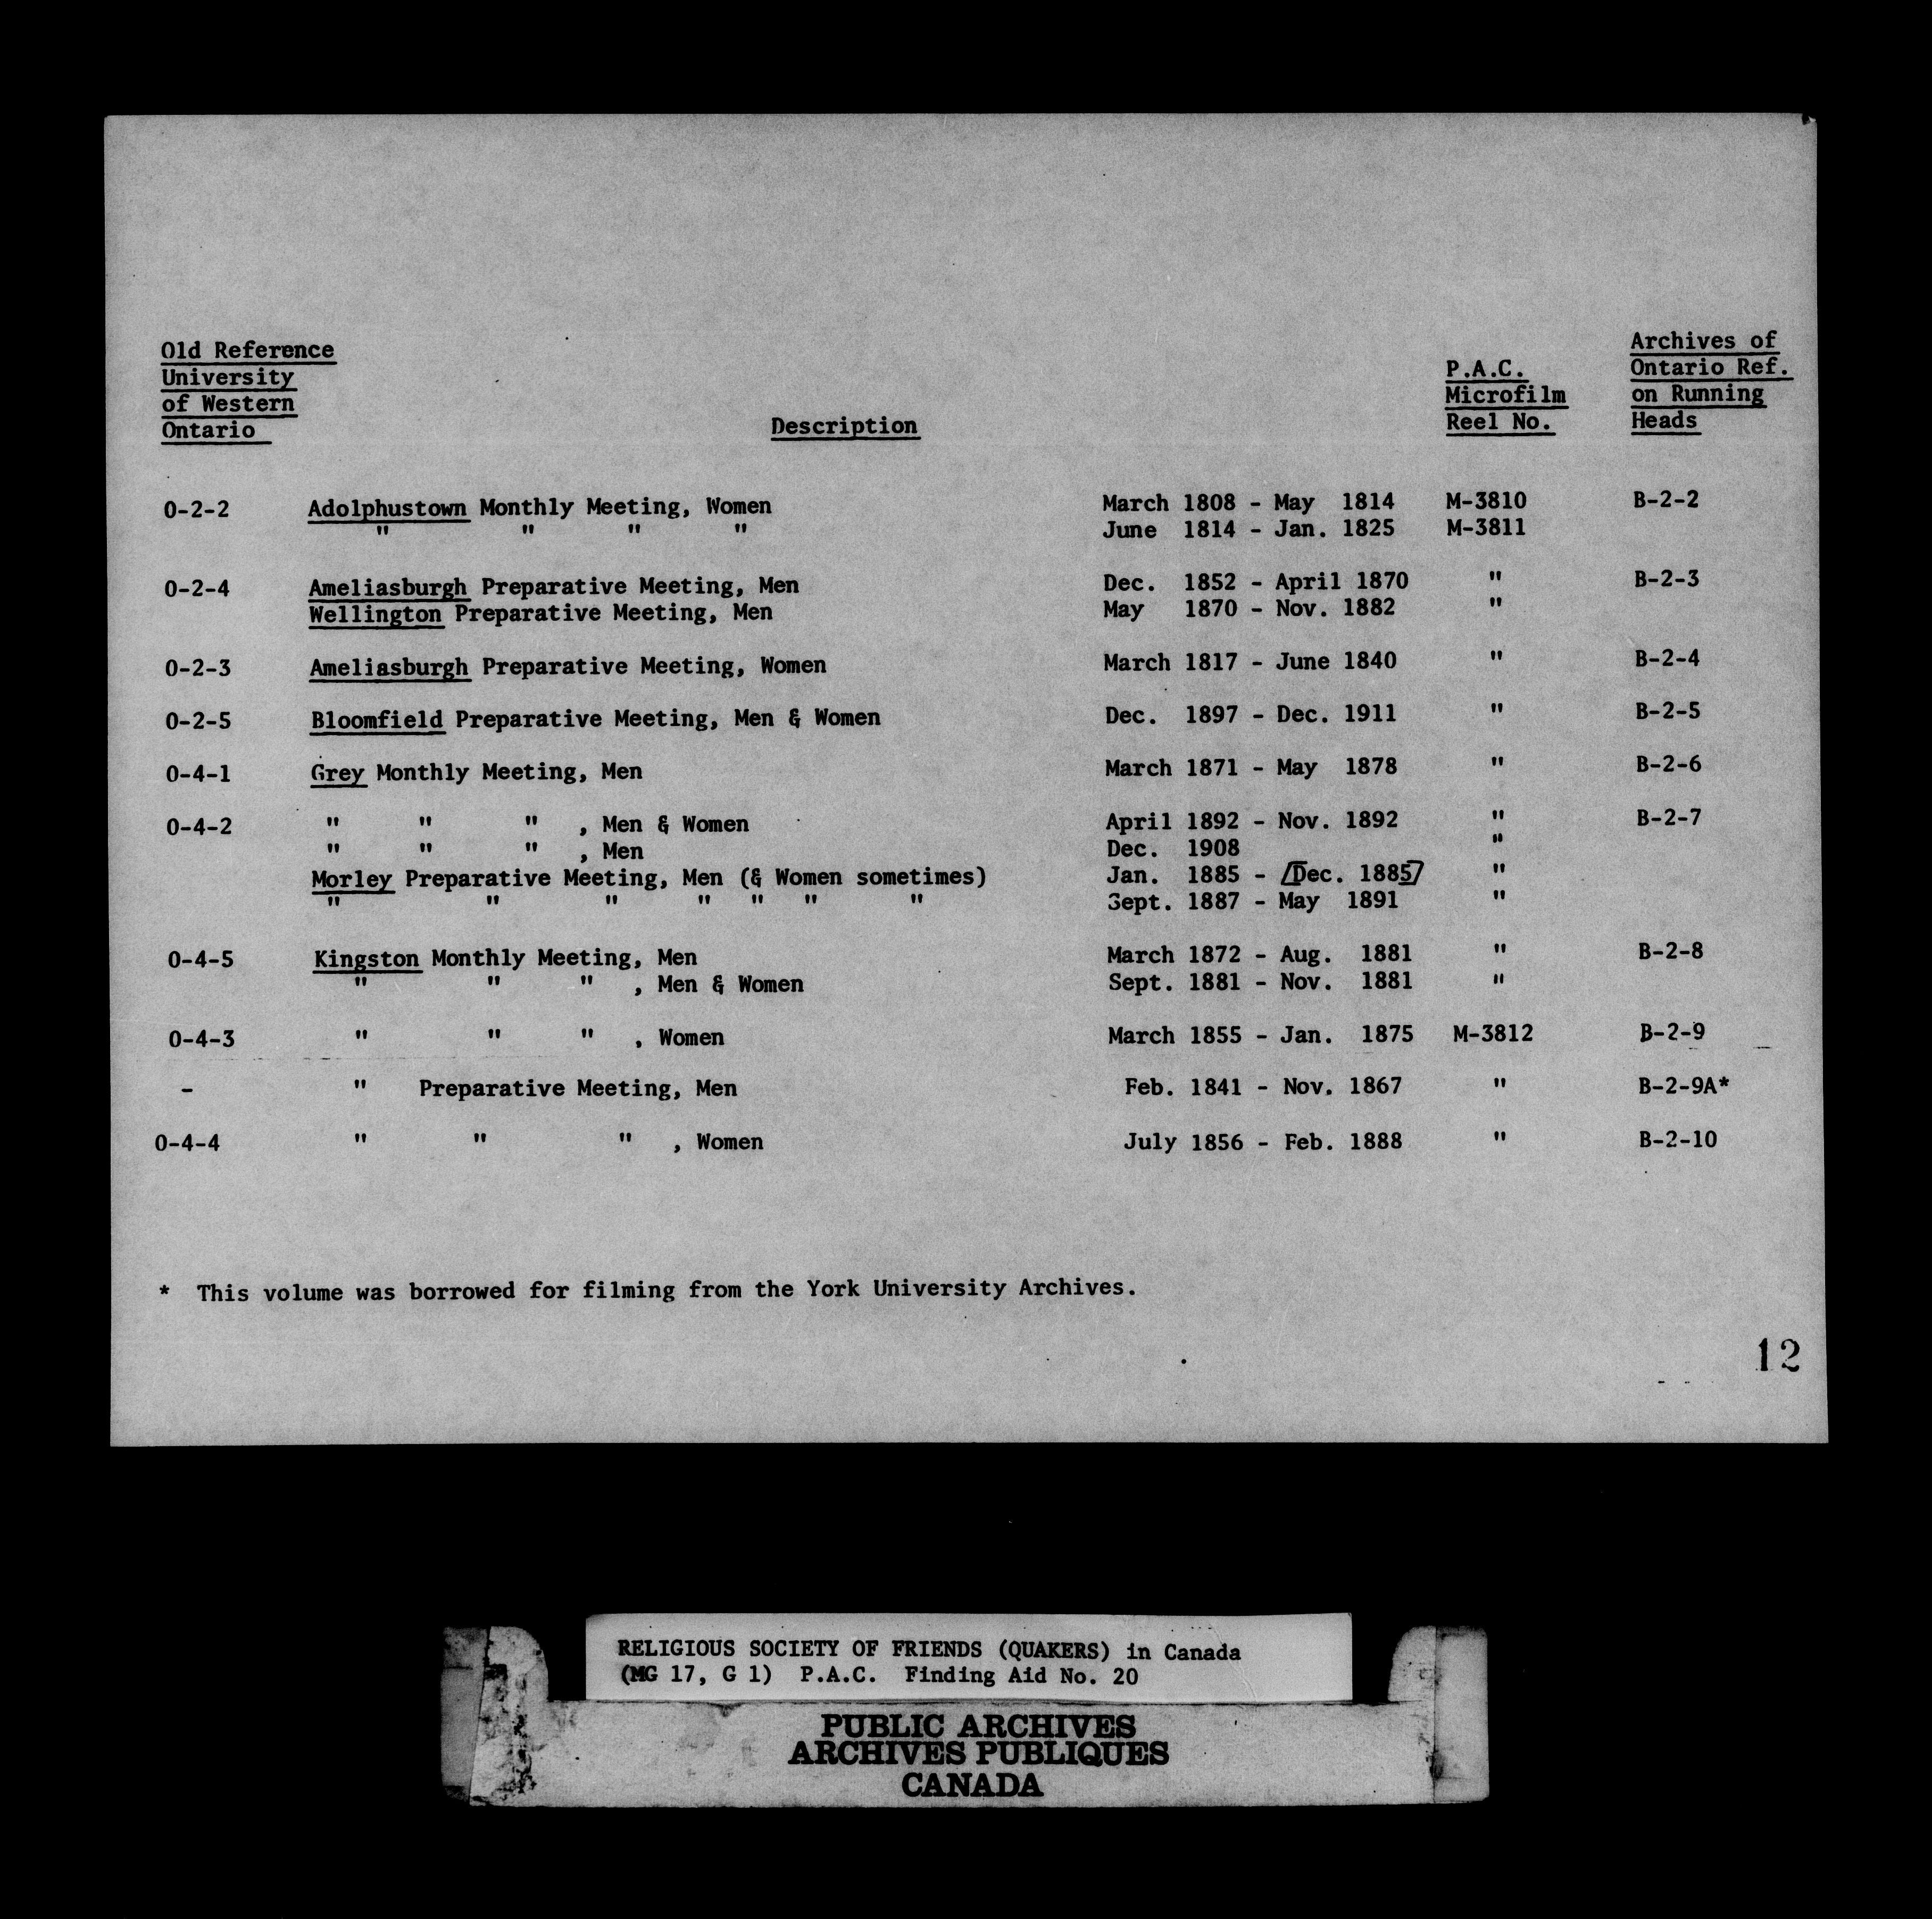 Old Reference
University
of Western
Ontario
Description
P.A.C.
Microfilm
Reel No.
Archives of
Ontario Ref.
on Running
Heads
0-2-2 Adolphustown Monthly Meeting, Women March 1808 - May 1814 M-3810 B-2-2
" " " " June 1814 - Jan. 1825 M-3811
0-2-4 Ameliasburgh Preparative Meeting, Men Dec. 1852 - April 1870 " B-2-3
Wellington Preparative Meeting, Men May 1870 - Nov. 1882 "
0-2-3 Ameliasburgh Preparative Meeting, Women March 1817 - June 1840 " B-2-4
0-2-5 Bloomfield Preparative Meeting, Men & Women Dec. 1897 - Dec. 1911 " B-2-5
0-4-1 Grey Monthly Meeting, Men March 1871 - May 1878 " B-2-6
0-4-2 " " " , Men & Women April 1892 - Nov. 1892 " B-2-7
" " " , Men Dec. 1908 "
Morley Preparative Meeting, Men (& Women sometimes) Jan. 1885 - [Dec. 1885] "
" " " " " " " Sept. 1887 - May 1891 "
0-4-5 Kingston Monthly Meeting, Men March 1872 - Aug. 1881 " B-2-8
" " " , Men & Women Sept. 1881 - Nov. 1881 "
0-4-3 " " " , Women March 1855 - Jan. 1875 M-3812 B-2-9
- " Preparative Meeting, Men Feb. 1841 - Nov. 1867 " B-2-9A*
0-4-4 " " " , Women July 1856 - Feb. 1888 " B-2-10
* This volume was borrowed for filming from the York University Archives.
12
RELIGIOUS SOCIETY OF FRIENDS (QUAKERS) in Canada
(MG 17, G 1) P.A.C. Finding Aid No. 20
PUBLIC ARCHIVES
ARCHIVES PUBLIQUES
CANADA